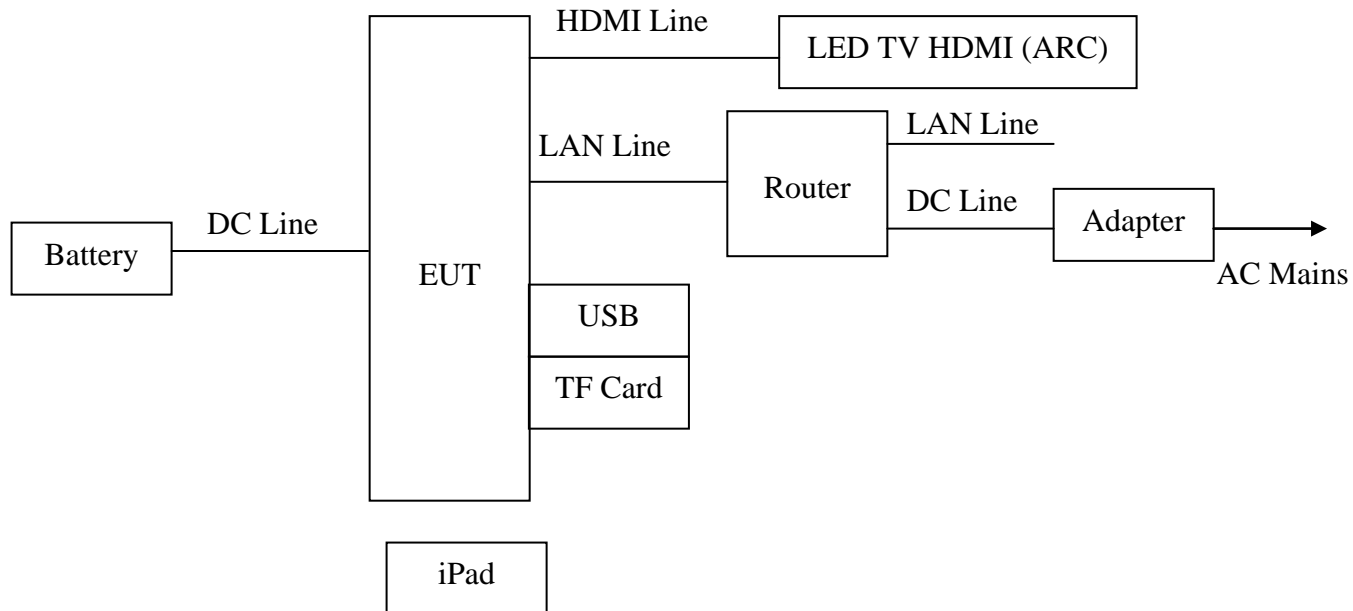 HDMI Line
LED TV HDMI (ARC)
LAN Line
LAN Line
Router
DC Line
Adapter
AC Mains
DC Line
Battery
EUT
USB
TF Card
iPad